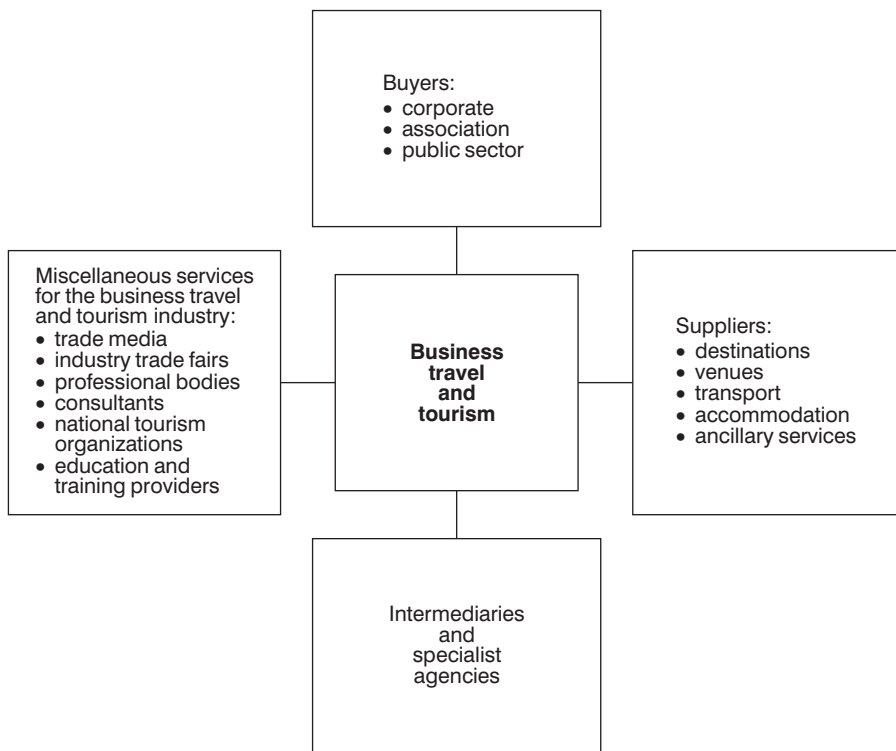 Buyers:
• corporate
• association
• public sector
Miscellaneous services
for the business travel
and tourism industry:
• trade media
• industry trade fairs
• professional bodies
• consultants
• national tourism
organizations
• education and
training providers
Business
travel
and
tourism
Suppliers:
• destinations
• venues
• transport
• accommodation
• ancillary services
Intermediaries
and
specialist
agencies